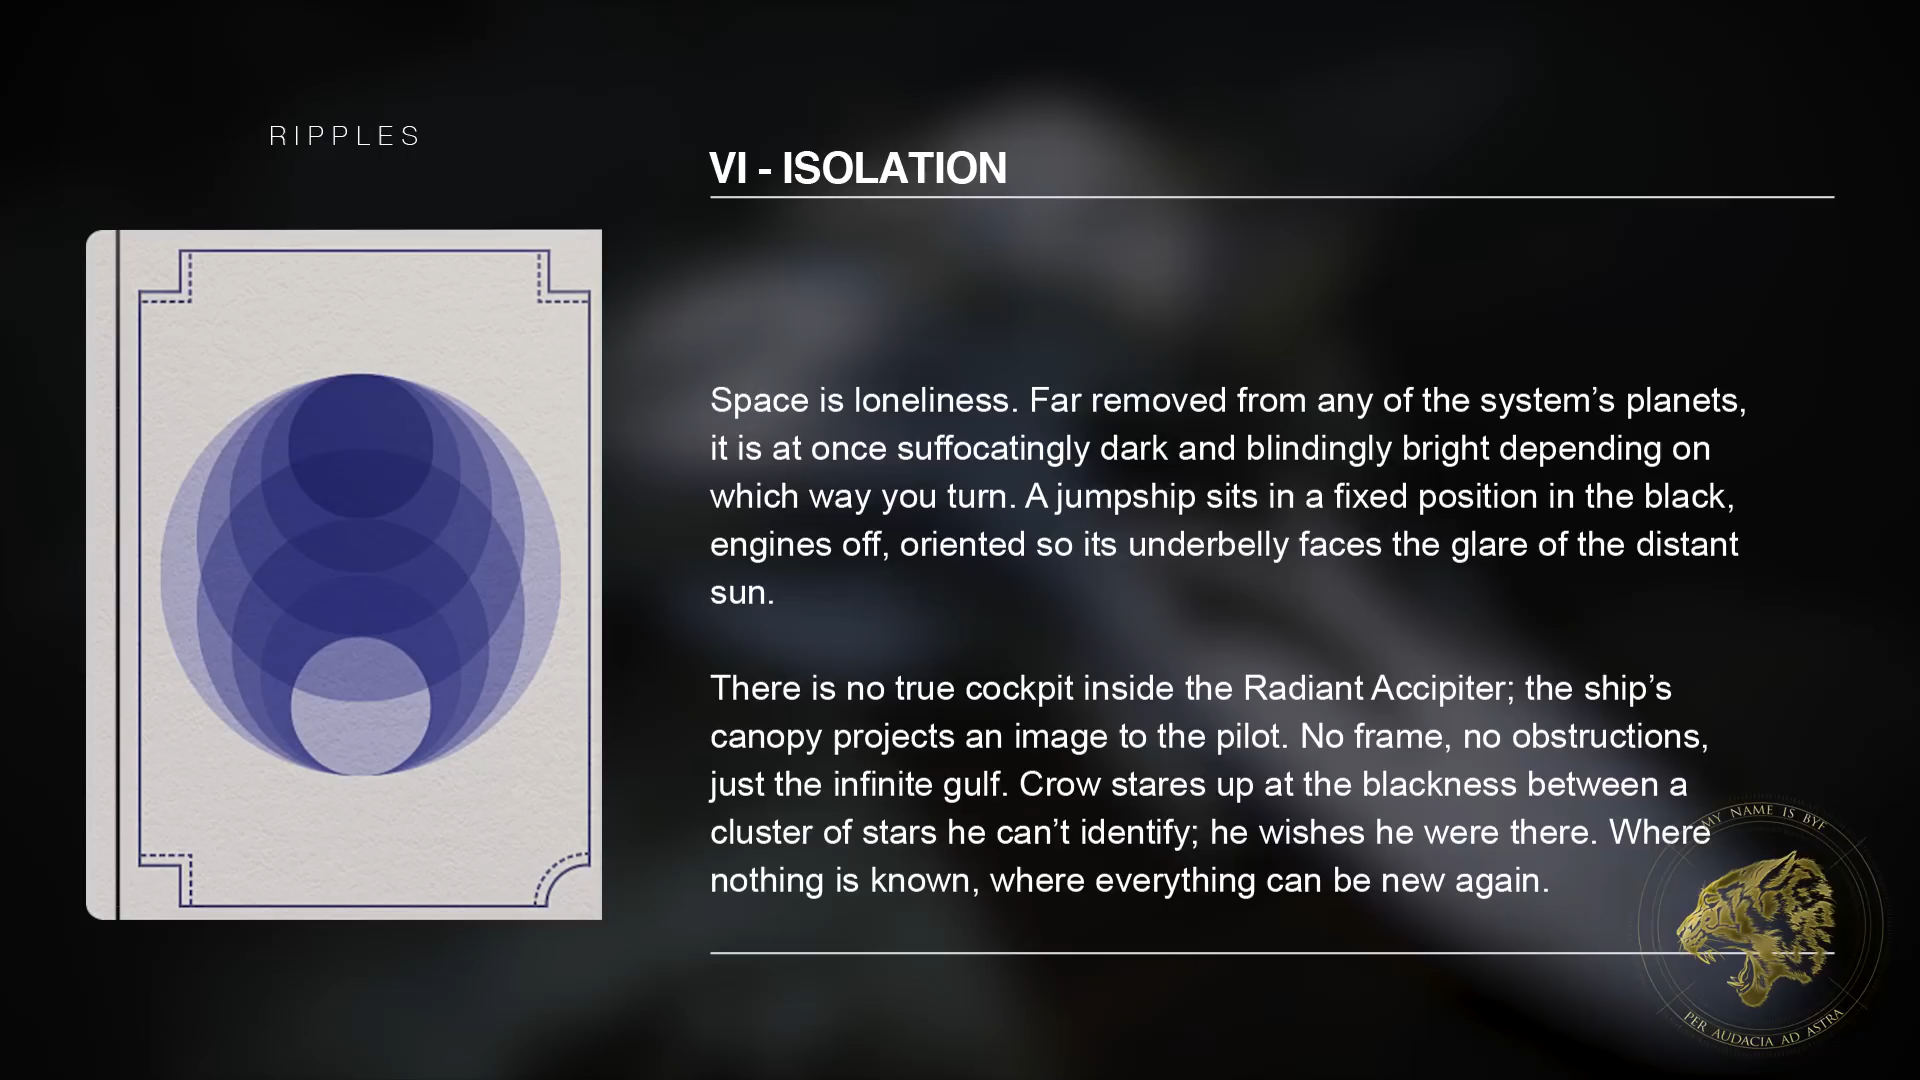 RIPPLES
VI - ISOLATION
Space is loneliness. Far removed from any of the system’s planets,
it is at once suffocatingly dark and blindingly bright depending on
which way you turn. A jumpship sits in a fixed position in the black,
engines off, oriented so its underbelly faces the glare of the distant
sun.
There is no true cockpit inside the Radiant Accipiter; the ship’s
canopy projects an image to the pilot. No frame, no obstructions,
just the infinite gulf. Crow stares up at the blackness between a
cluster of stars he can’t identify; he wishes he were there. Where
nothing is known, where everything can be new again.
MY NAME IS BYF
PER AUDACIA AD ASTRA